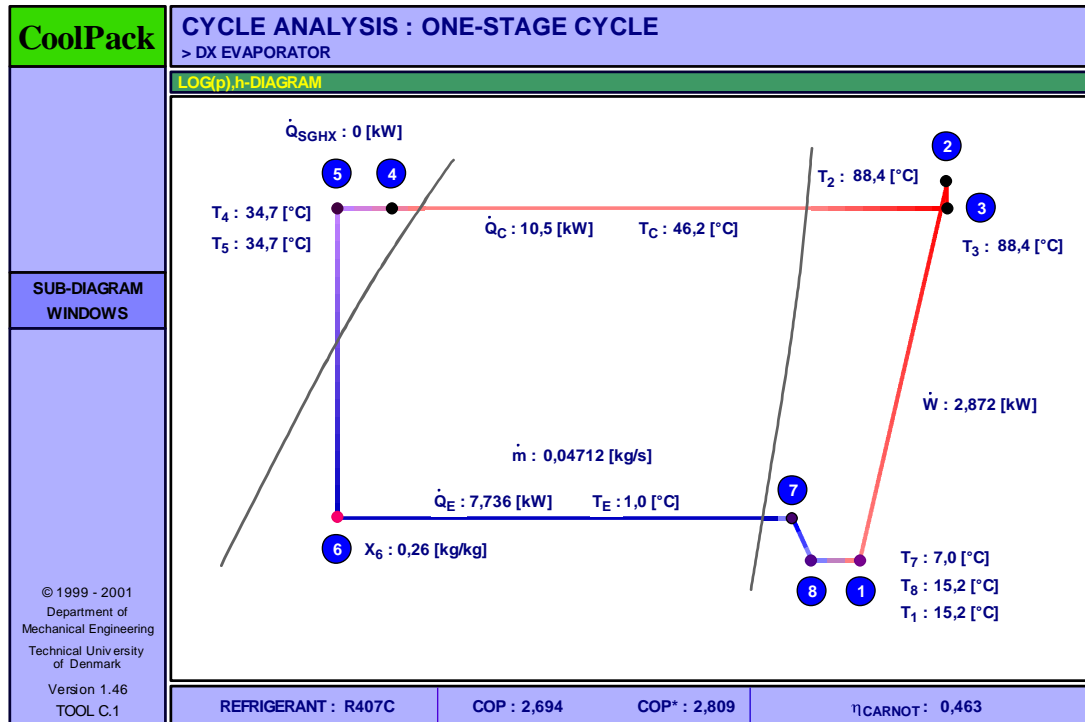 CoolPack
CYCLE ANALYSIS : ONE-STAGE CYCLE
> DX EVAPORATOR
LOG(p),h-DIAGRAM
SUB-DIAGRAM
WINDOWS
© 1999 - 2001
Department of
Mechanical Engineering
Technical University
of Denmark
Version 1.46
TOOL C.1
Q̇SGHX : 0 [kW]
5
4
2
T2 : 88,4 [°C]
3
T4 : 34,7 [°C]
T5 : 34,7 [°C]
Q̇C : 10,5 [kW] TC : 46,2 [°C]
T3 : 88,4 [°C]
Ẇ : 2,872 [kW]
ṁ : 0,04712 [kg/s]
Q̇E : 7,736 [kW] TE : 1,0 [°C]
7
6
X6 : 0,26 [kg/kg]
8
1
T7 : 7,0 [°C]
T8 : 15,2 [°C]
T1 : 15,2 [°C]
REFRIGERANT : R407C COP : 2,694 COP* : 2,809 ηCARNOT : 0,463